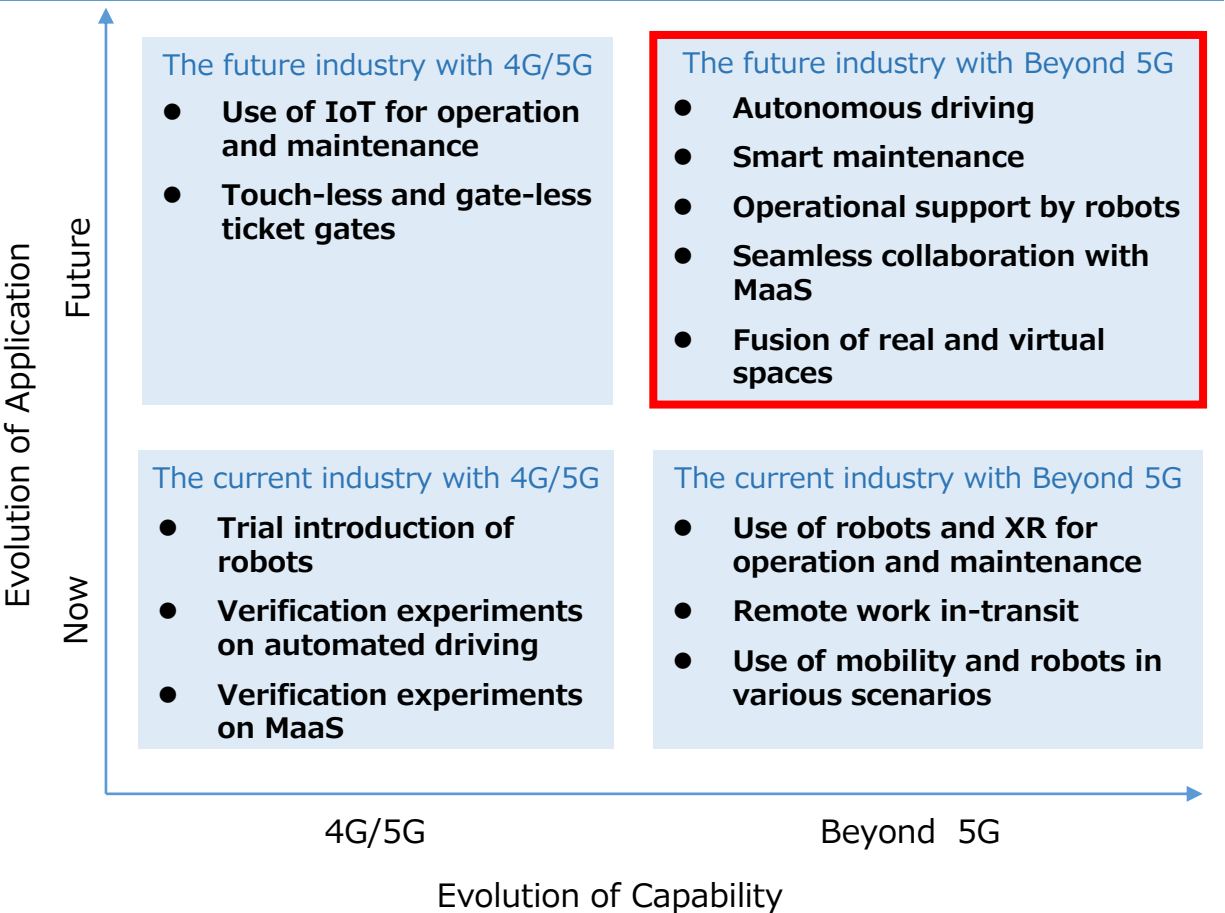 The future industry with 4G/5G
● Use of IoT for operation
and maintenance
● Touch-less and gate-less
ticket gates
The future industry with Beyond 5G
● Autonomous driving
● Smart maintenance
● Operational support by robots
● Seamless collaboration with
MaaS
● Fusion of real and virtual
spaces
The current industry with 4G/5G
● Trial introduction of
robots
● Verification experiments
on automated driving
● Verification experiments
on MaaS
The current industry with Beyond 5G
● Use of robots and XR for
operation and maintenance
● Remote work in-transit
● Use of mobility and robots in
various scenarios
Evolution of Application
Future
Now
4G/5G
Beyond 5G
Evolution of Capability